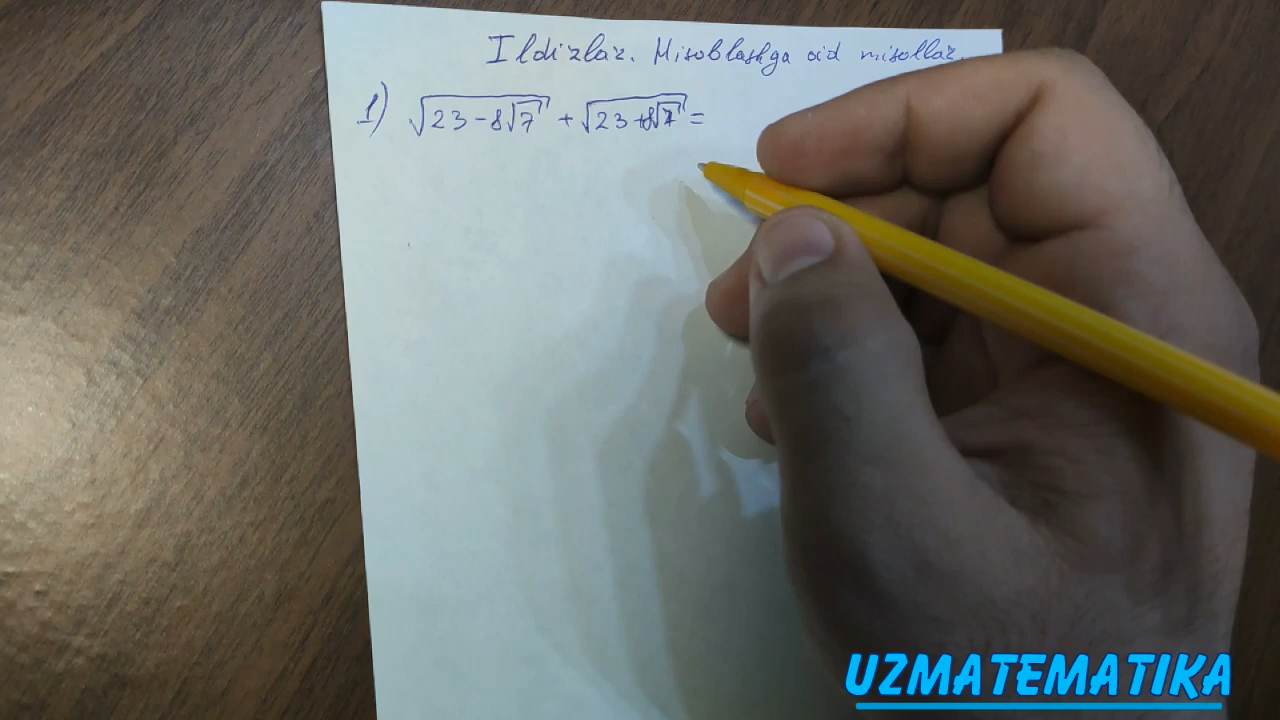 Ildizlar. Misoblashga oid misollar.
1) √(23-8√7) + √(23+8√7) =
UZMATEMATIKA